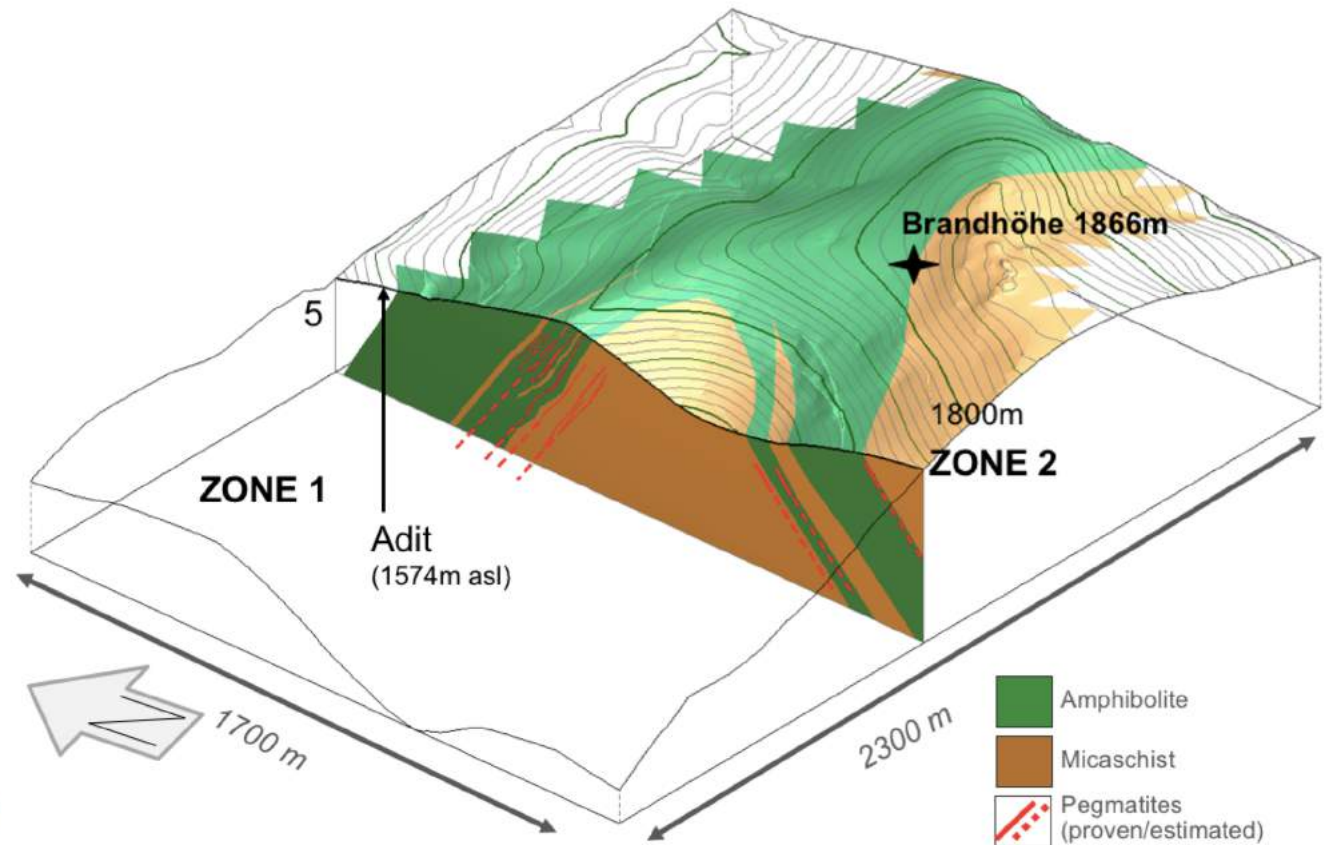 Brandhöhe 1866m
5
1800m
ZONE 2
ZONE 1
Adit
(1574m asl)
N
1700 m
2300 m
Amphibolite
Micaschist
Pegmatites
(proven/estimated)